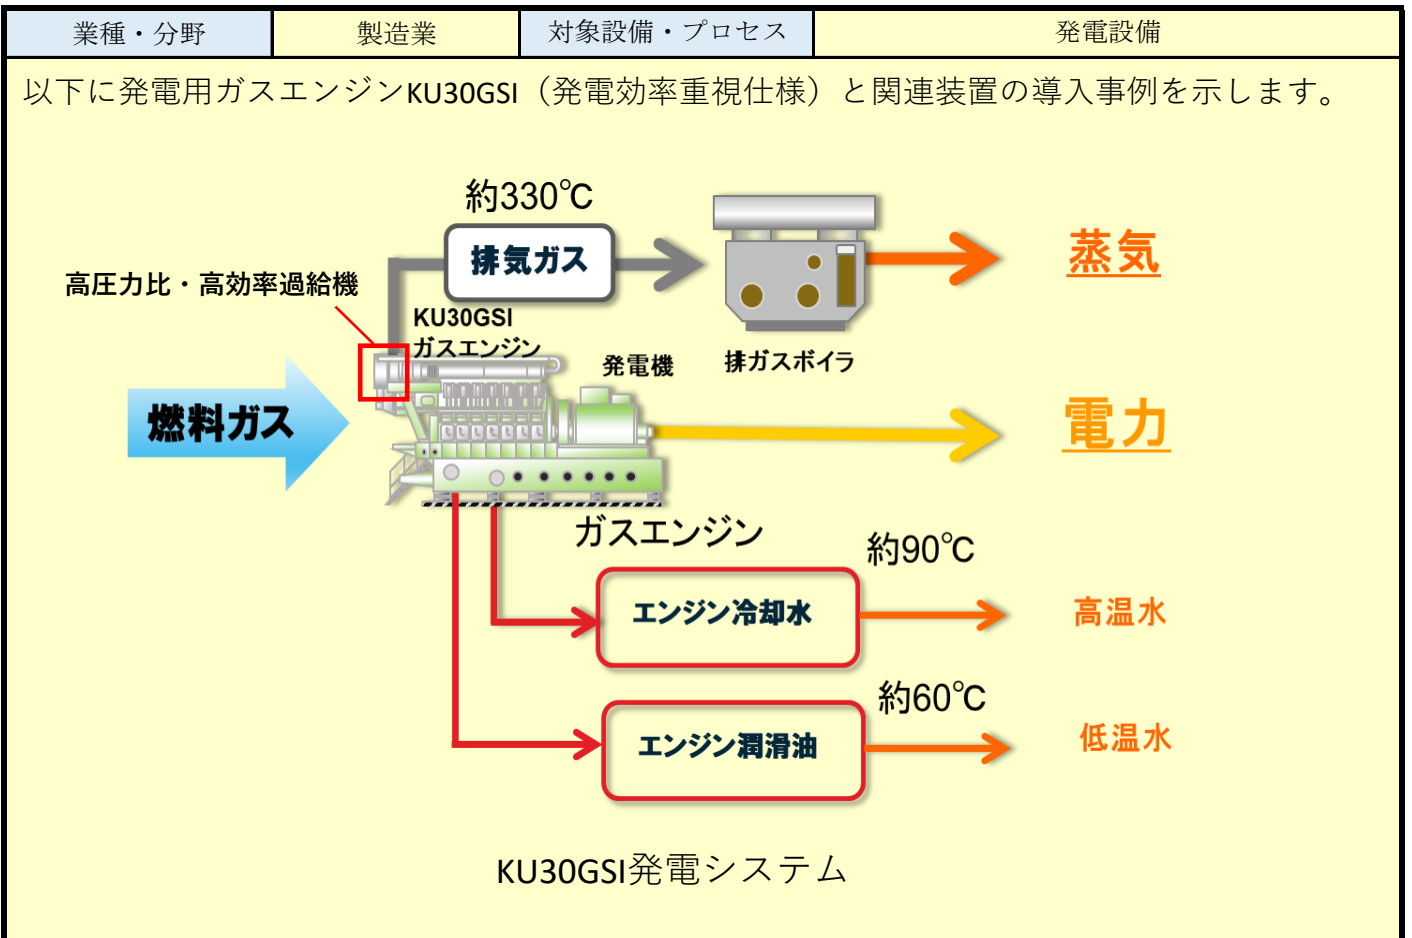 業種・分野 製造業 対象設備・プロセス 発電設備
以下に発電用ガスエンジンKU30GSI（発電効率重視仕様）と関連装置の導入事例を示します。
約330℃
排気ガス
蒸気
高圧力比・高効率過給機
KU30GSI
ガスエンジン
発電機
排ガスボイラ
燃料ガス
電力
ガスエンジン
約90℃
エンジン冷却水
高温水
約60℃
エンジン潤滑油
低温水
KU30GSI発電システム